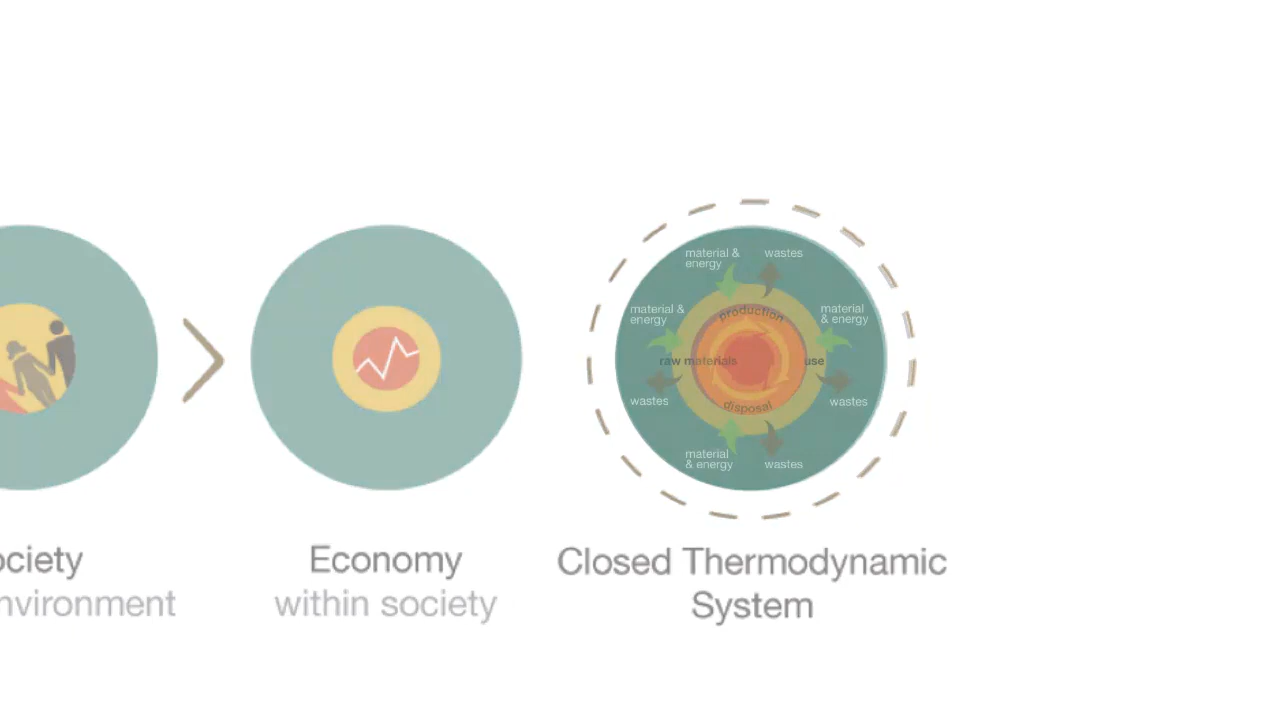 material &
energy
wastes
material &
energy
material
& energy
production
raw materials
use
wastes
wastes
disposal
material
& energy
wastes
ociety
nvironment
Economy
within society
Closed Thermodynamic
System